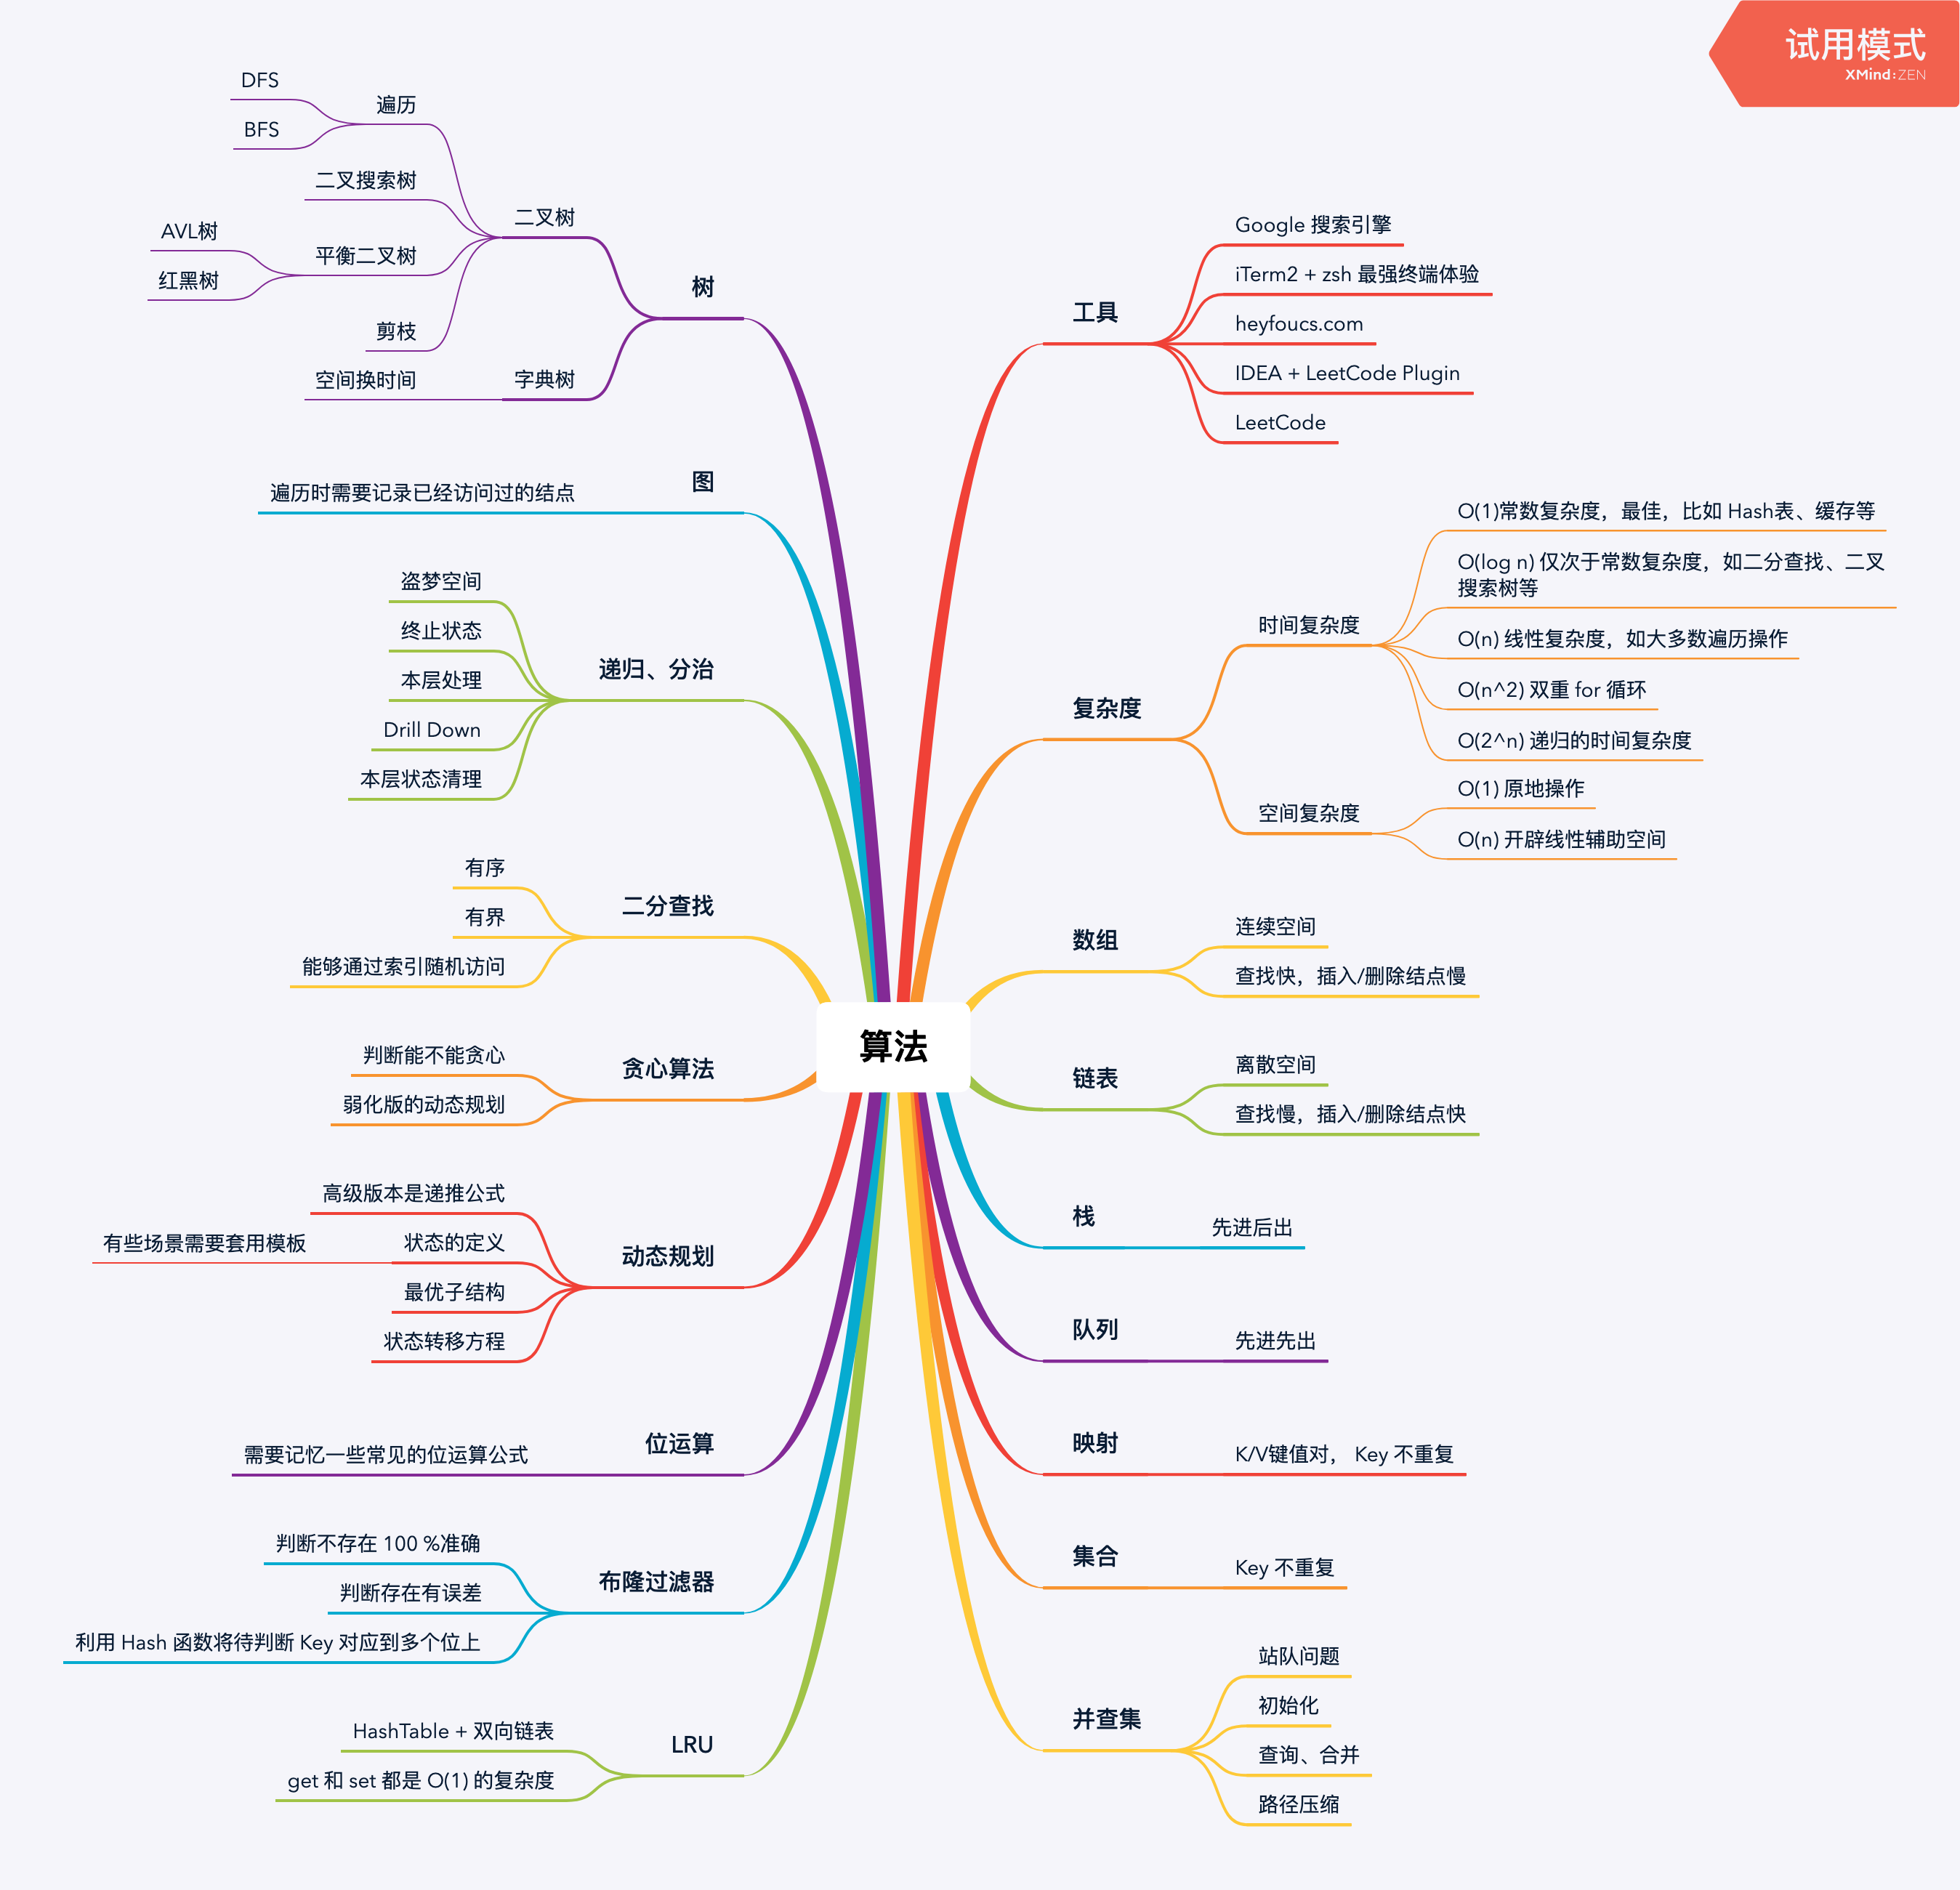 试用模式
XMind:ZEN
算法
工具
Google 搜索引擎
iTerm2 + zsh 最强终端体验
heyfoucs.com
IDEA + LeetCode Plugin
LeetCode
复杂度
时间复杂度
O(1)常数复杂度，最佳，比如 Hash表、缓存等
O(log n) 仅次于常数复杂度，如二分查找、二叉
搜索树等
O(n) 线性复杂度，如大多数遍历操作
O(n^2) 双重 for 循环
O(2^n) 递归的时间复杂度
空间复杂度
O(1) 原地操作
O(n) 开辟线性辅助空间
数组
连续空间
查找快，插入/删除结点慢
链表
离散空间
查找慢，插入/删除结点快
栈
先进后出
队列
先进先出
映射
K/V键值对， Key 不重复
集合
Key 不重复
并查集
站队问题
初始化
查询、合并
路径压缩
树
二叉树
遍历
DFS
BFS
二叉搜索树
平衡二叉树
AVL树
红黑树
剪枝
字典树
空间换时间
图
遍历时需要记录已经访问过的结点
递归、分治
盗梦空间
终止状态
本层处理
Drill Down
本层状态清理
二分查找
有序
有界
能够通过索引随机访问
贪心算法
判断能不能贪心
弱化版的动态规划
动态规划
高级版本是递推公式
状态的定义
有些场景需要套用模板
最优子结构
状态转移方程
位运算
需要记忆一些常见的位运算公式
布隆过滤器
判断不存在 100 %准确
判断存在有误差
利用 Hash 函数将待判断 Key 对应到多个位上
LRU
HashTable + 双向链表
get 和 set 都是 O(1) 的复杂度